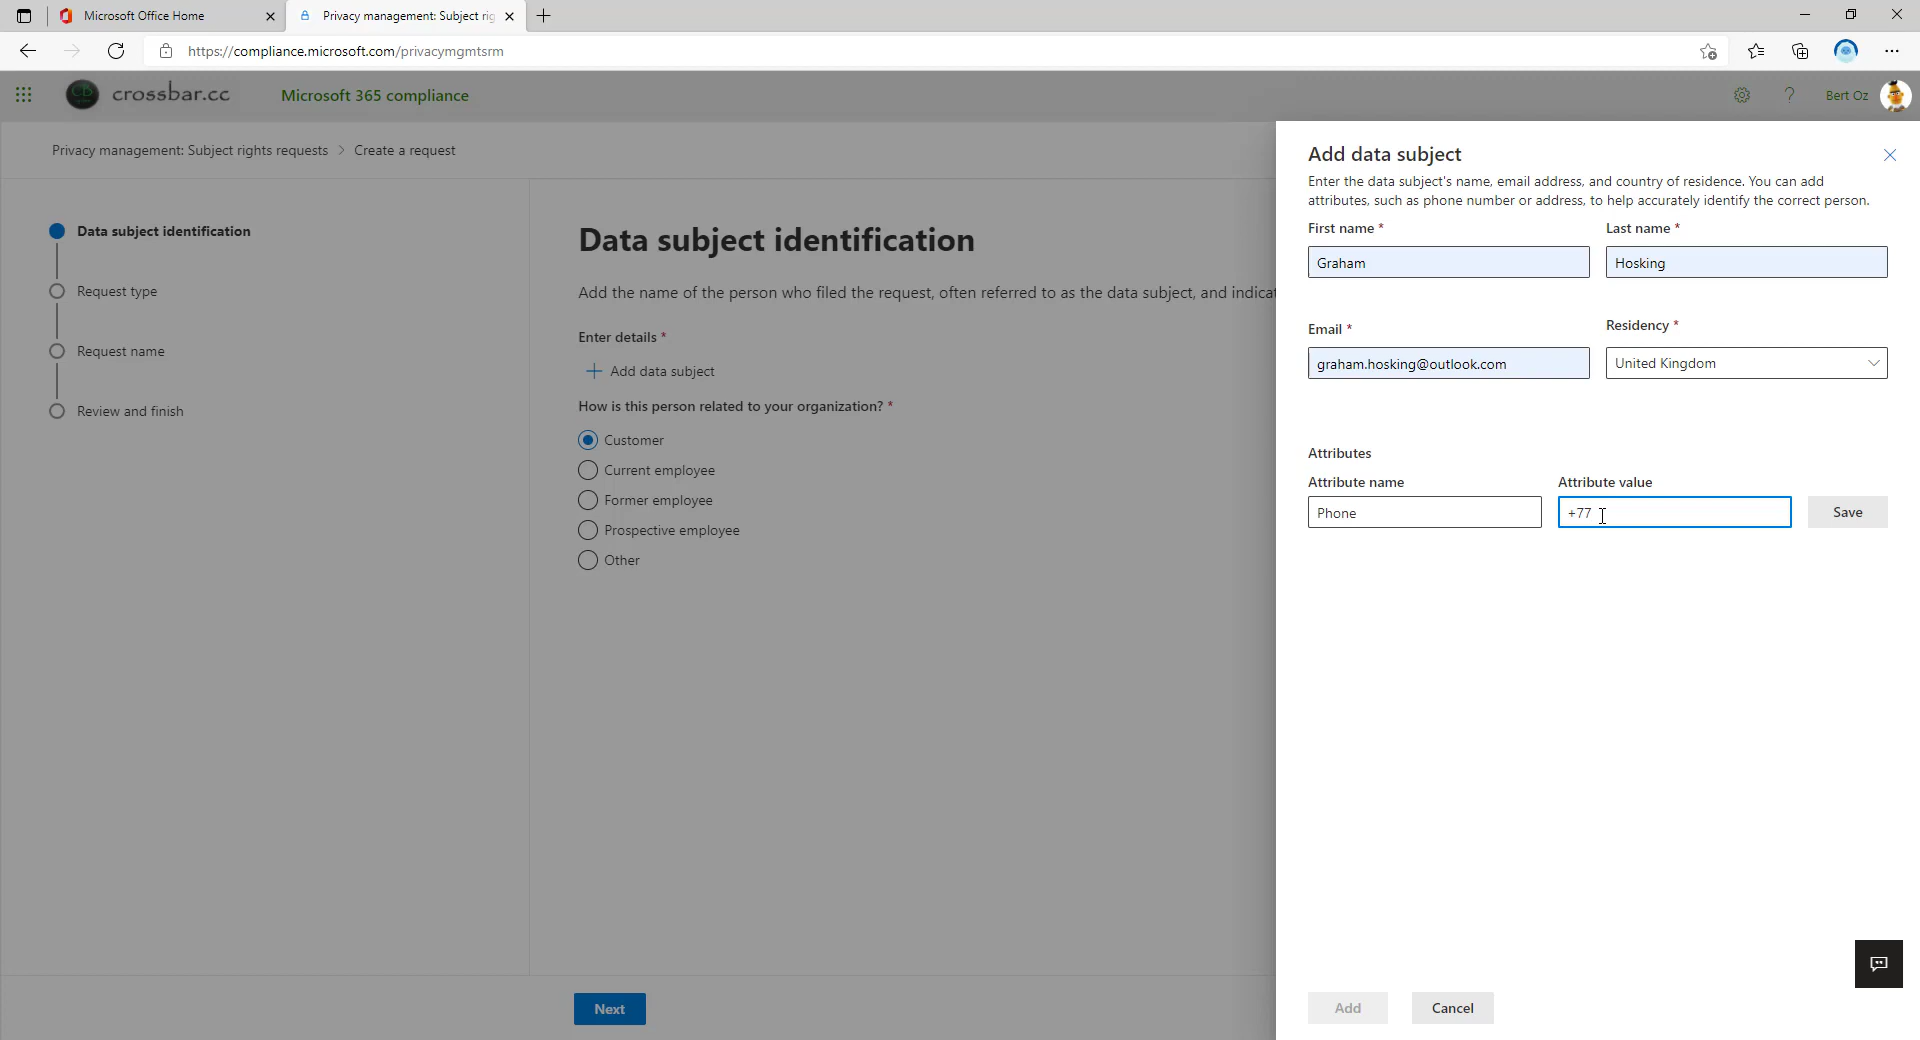 Microsoft Office Home
Privacy management: Subject rig
https://compliance.microsoft.com/privacymgmtsrm
CB
crossbar.cc
Microsoft 365 compliance
?
Bert Oz
Privacy management: Subject rights requests > Create a request
Data subject identification
Request type
Request name
Review and finish
Data subject identification
Add the name of the person who filed the request, often referred to as the data subject, and indicat
Enter details *
Add data subject
How is this person related to your organization? *
Customer
Current employee
Former employee
Prospective employee
Other
Next
Add data subject
Enter the data subject's name, email address, and country of residence. You can add
attributes, such as phone number or address, to help accurately identify the correct person.
First name *
Last name *
Graham
Hosking
Email *
Residency *
graham.hosking@outlook.com
United Kingdom
Attributes
Attribute name
Attribute value
Phone
+77
Save
Add
Cancel